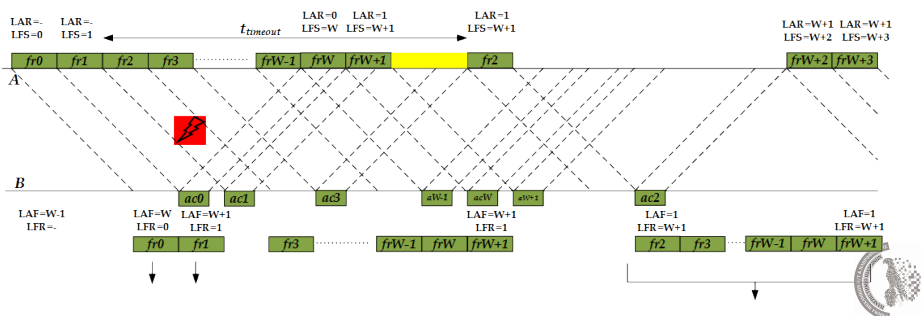 LAR=-
LFS=0
LAR=-
LFS=1
t_timeout
LAR=0
LFS=W
LAR=1
LFS=W+1
LAR=1
LFS=W+1
LAR=W+1
LFS=W+2
LAR=W+1
LFS=W+3
fr0 fr1 fr2 fr3 frW-1 frW frW+1 fr2 frW+2 frW+3
A
B
ac0 ac1 ac3 aW-1 acW aW+1 ac2
LAF=W-1
LFR=-
LAF=W
LFR=0
LAF=W+1
LFR=1
LAF=W+1
LFR=1
LAF=1
LFR=W+1
LAF=1
LFR=W+1
fr0 fr1 fr3 frW-1 frW frW+1 fr2 fr3 frW-1 frW frW+1